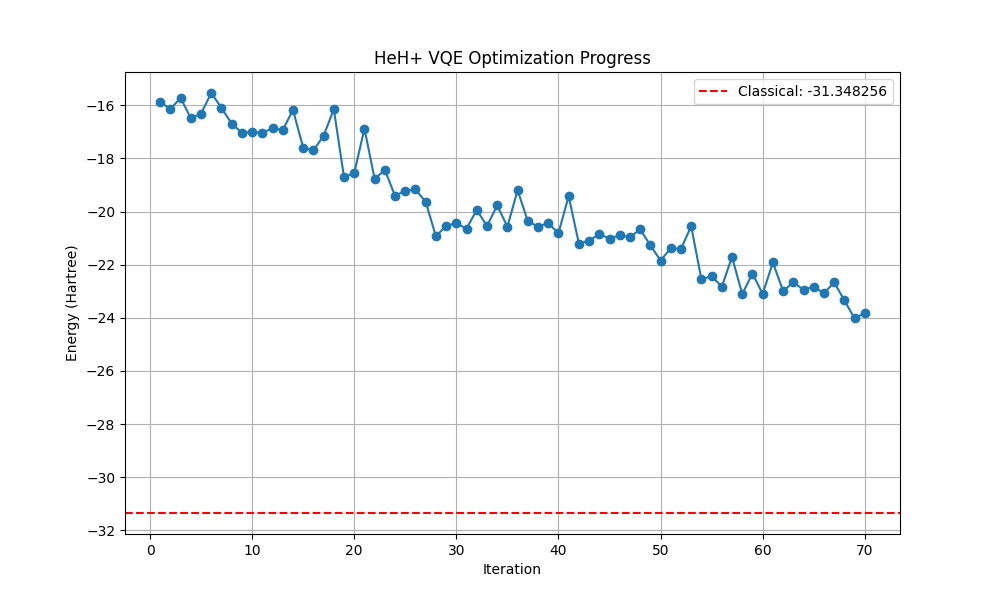 HeH+ VQE Optimization Progress
Classical: -31.348256
Energy (Hartree)
−16
−18
−20
−22
−24
−26
−28
−30
−32
0 10 20 30 40 50 60 70
Iteration